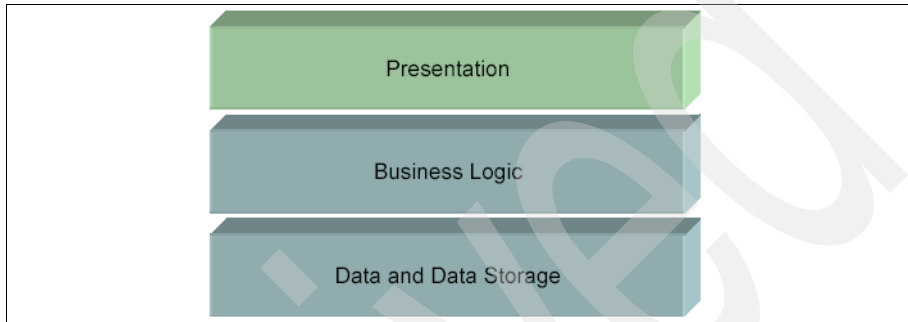 Presentation
Business Logic
Data and Data Storage